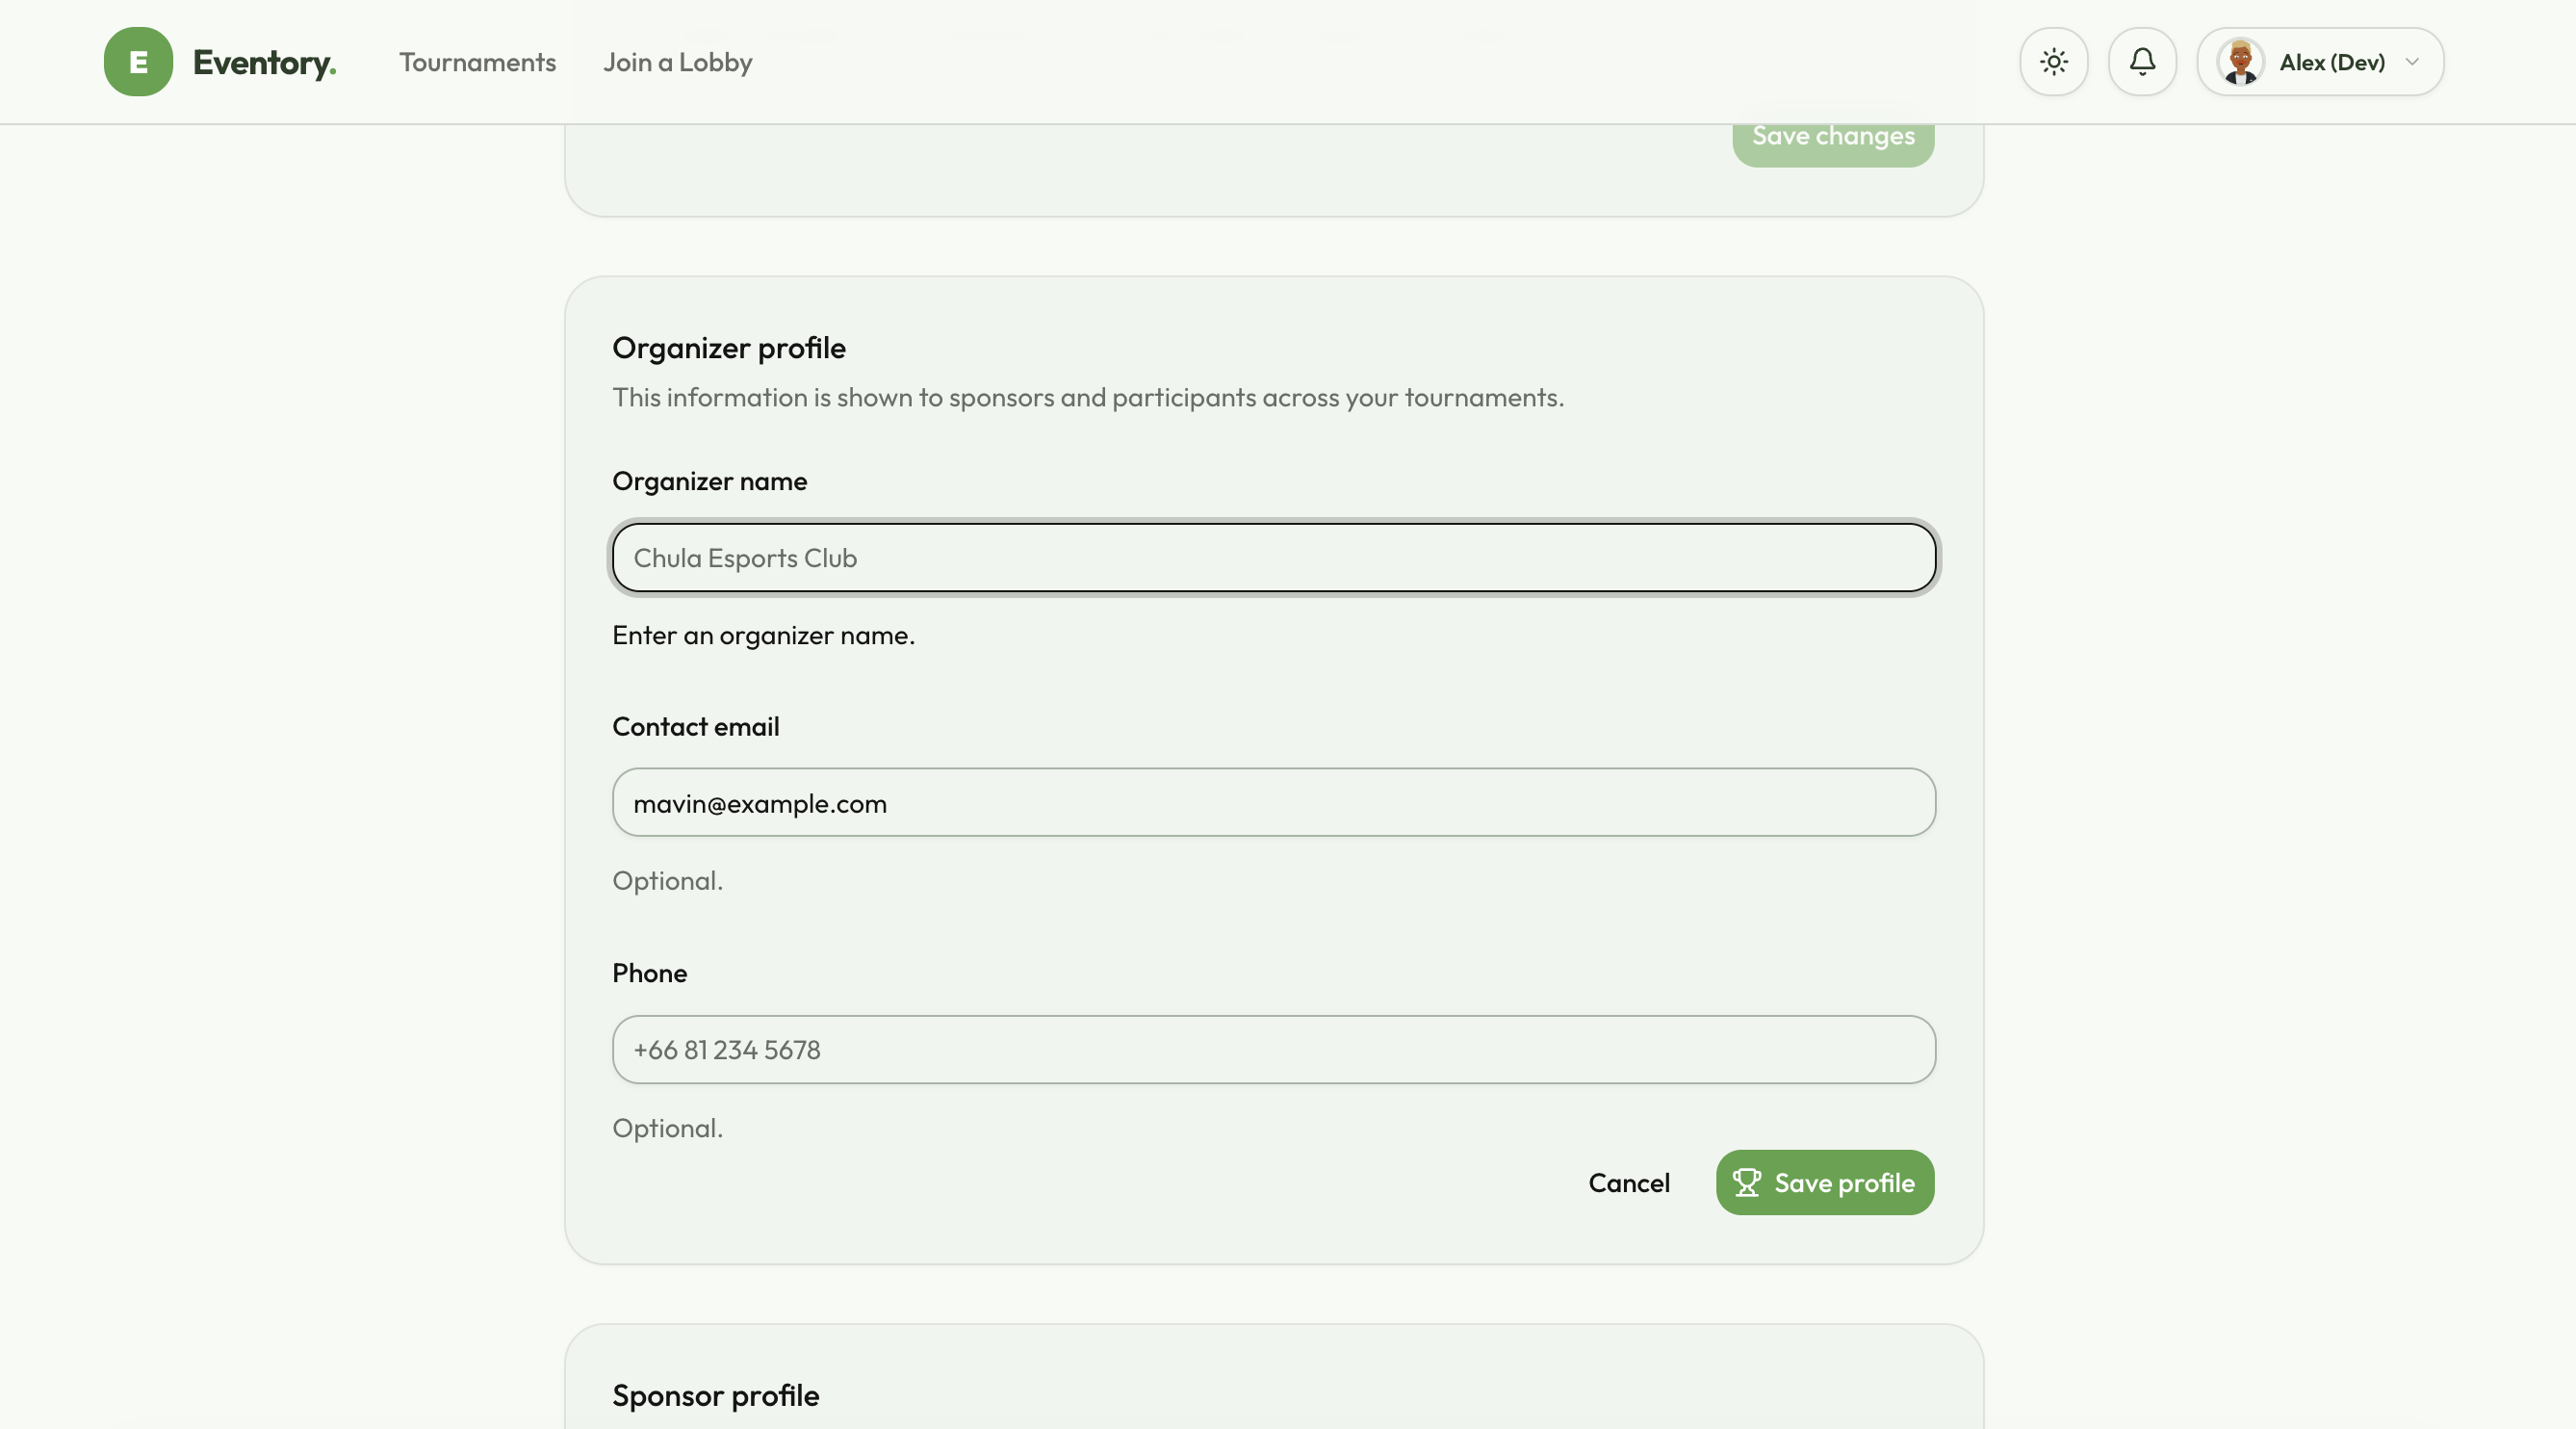 E Eventory. Tournaments Join a Lobby Alex (Dev)
Save changes
Organizer profile
This information is shown to sponsors and participants across your tournaments.
Organizer name
Chula Esports Club
Enter an organizer name.
Contact email
mavin@example.com
Optional.
Phone
+66 81 234 5678
Optional.
Cancel Save profile
Sponsor profile